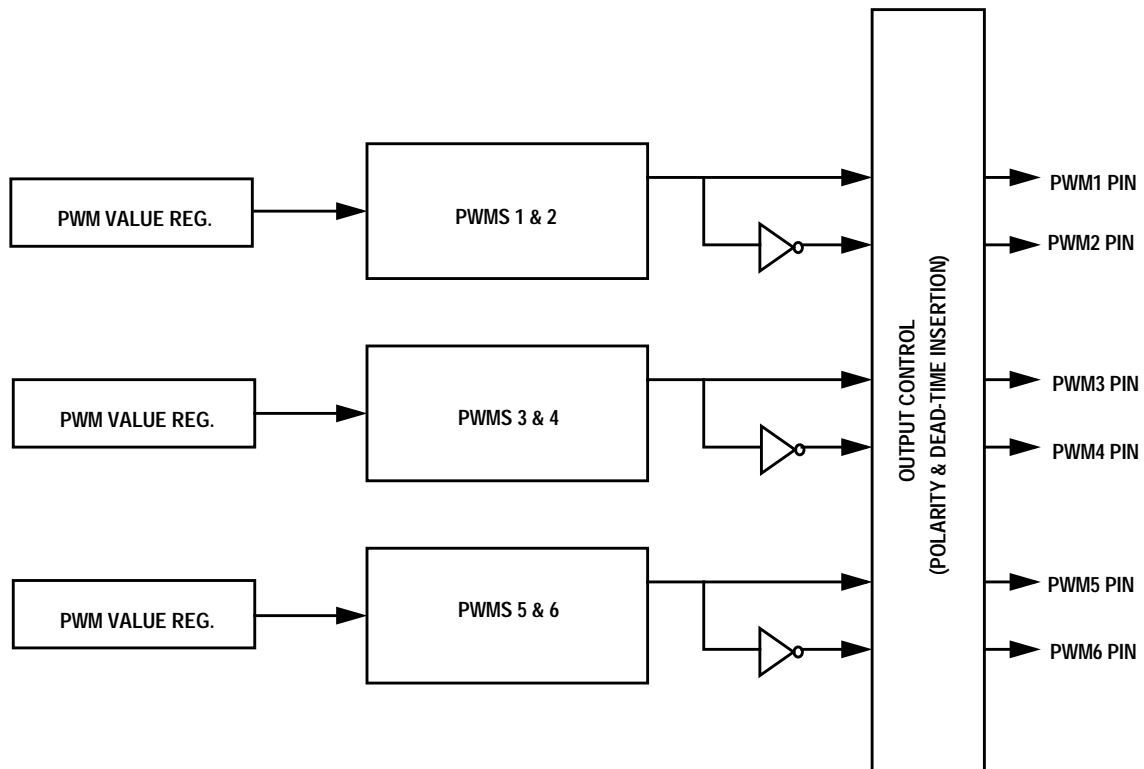 PWM VALUE REG.
PWMS 1 & 2
PWM1 PIN
PWM2 PIN
PWM VALUE REG.
PWMS 3 & 4
OUTPUT CONTROL
(POLARITY & DEAD-TIME INSERTION)
PWM3 PIN
PWM4 PIN
PWM VALUE REG.
PWMS 5 & 6
PWM5 PIN
PWM6 PIN